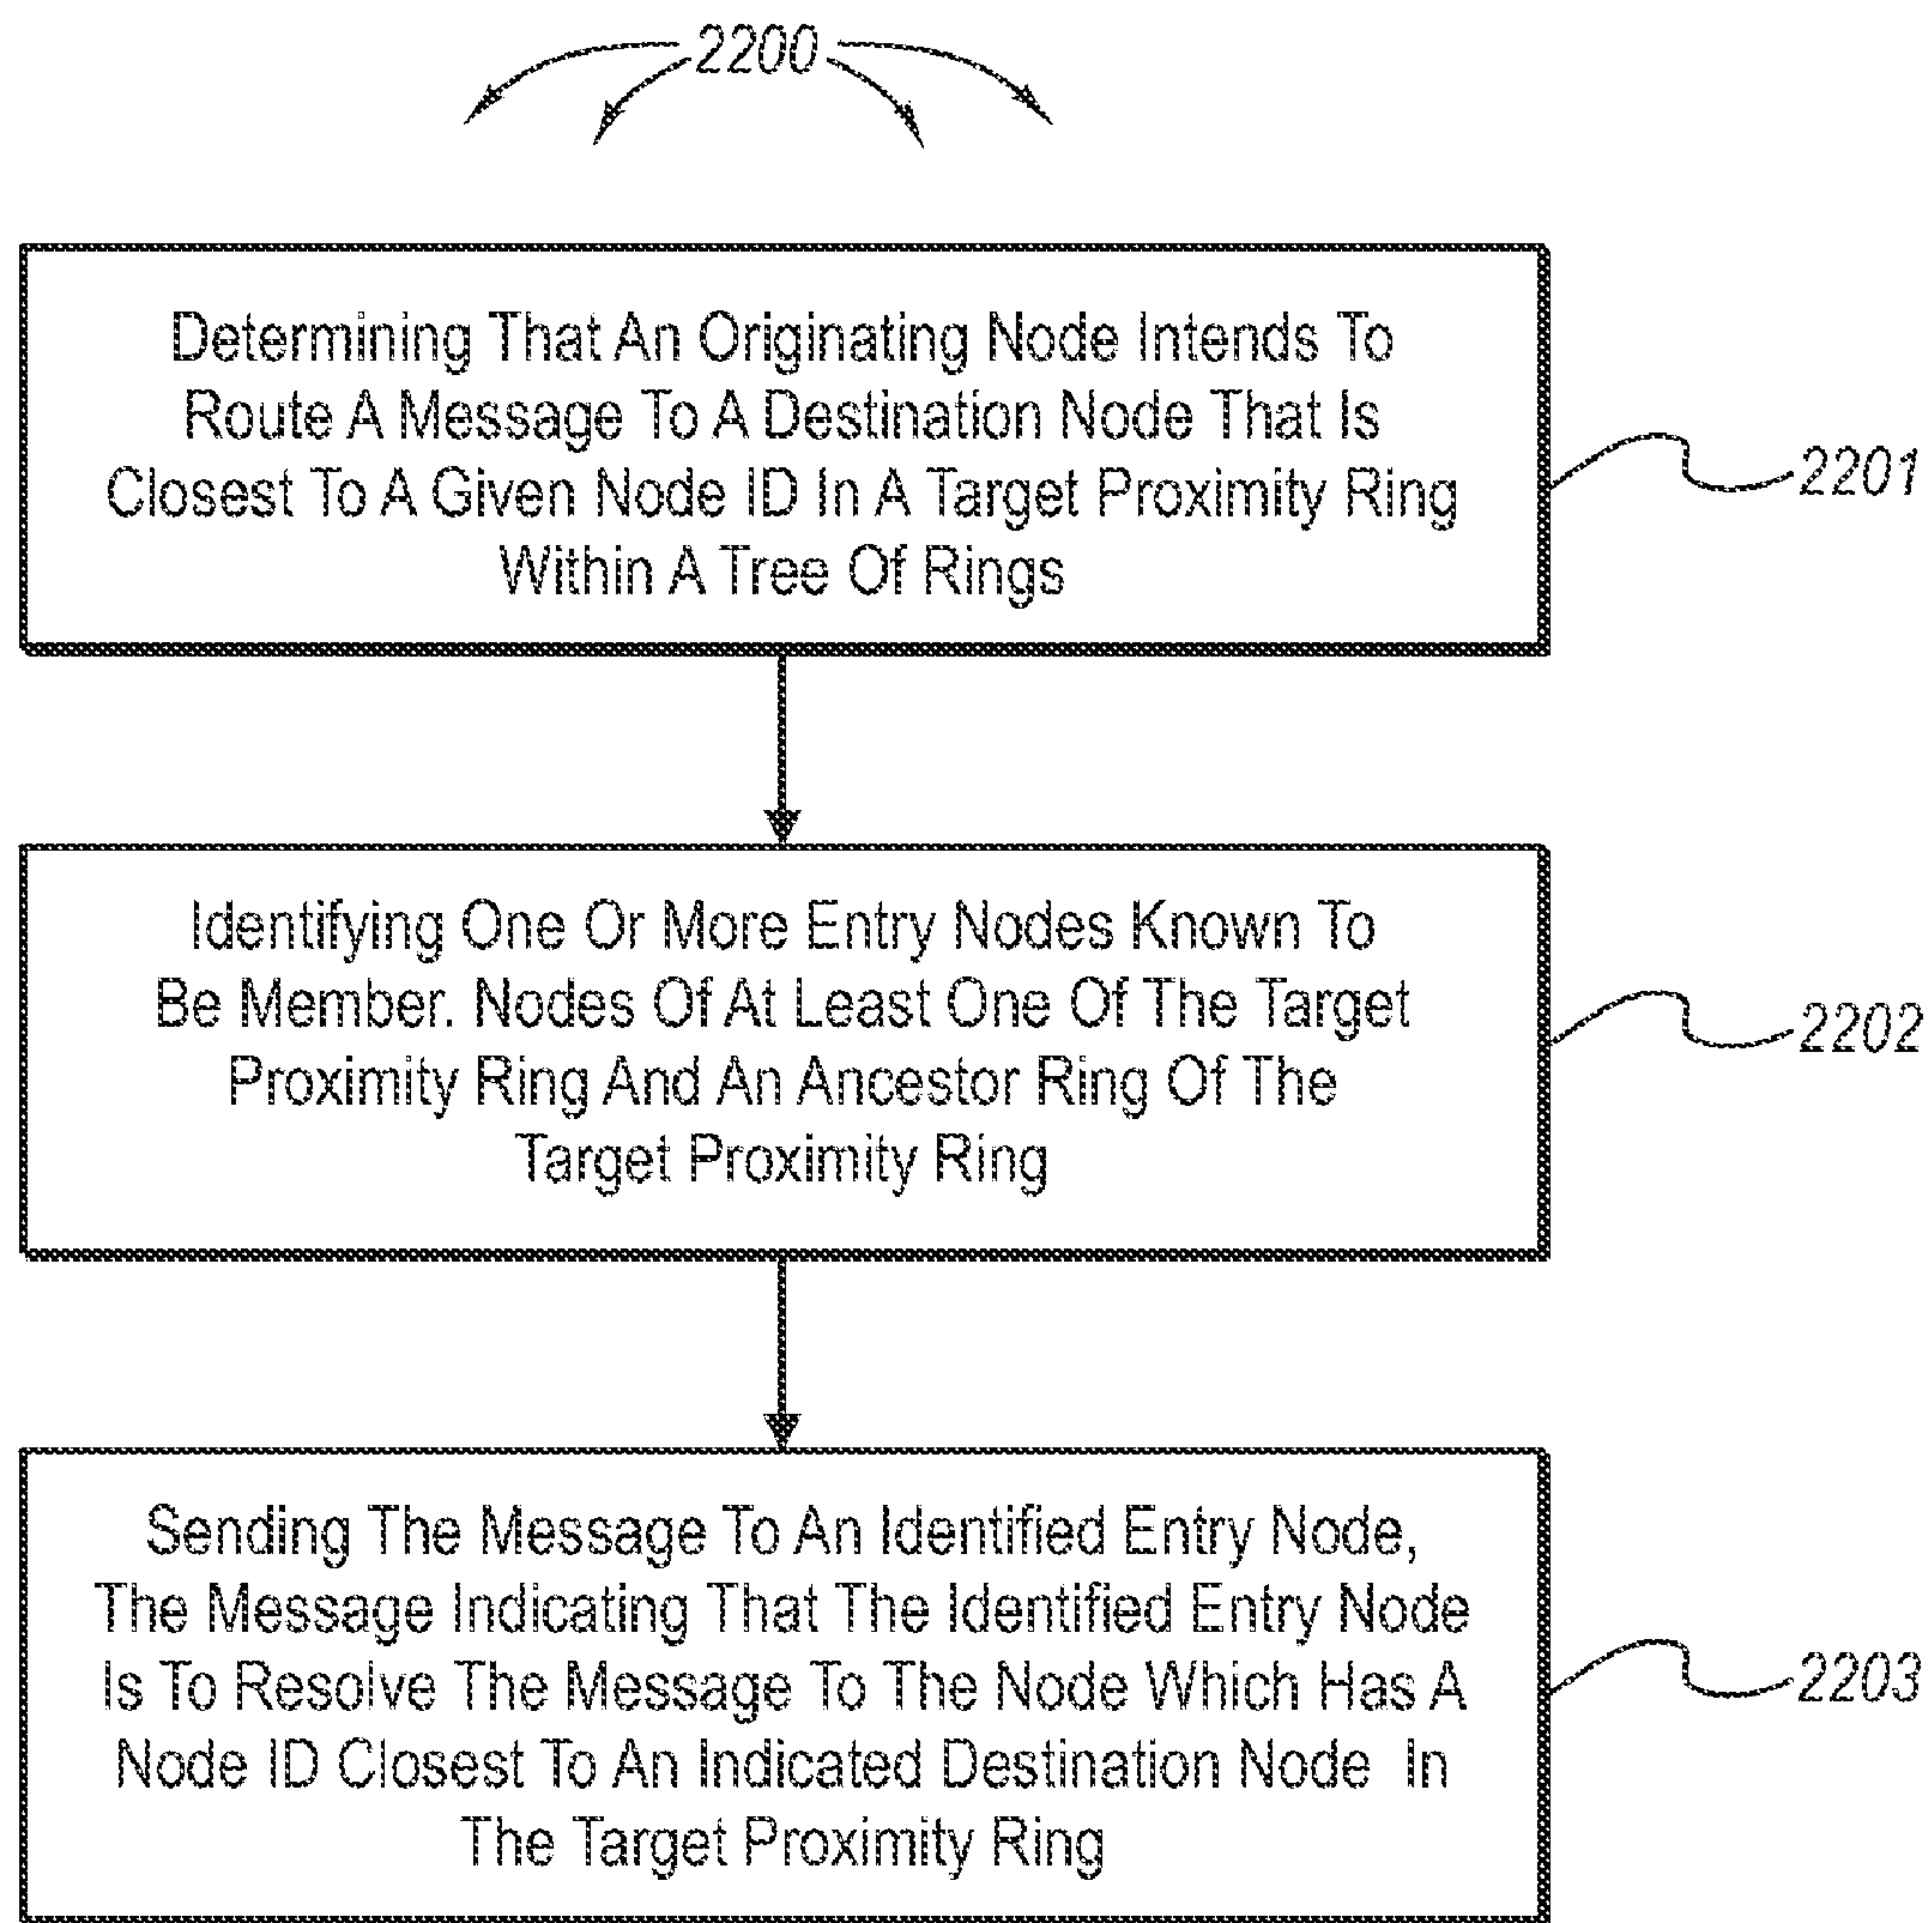 2200
Determining That An Originating Node Intends To
Route A Message To A Destination Node That Is
Closest To A Given Node ID In A Target Proximity Ring
Within A Tree Of Rings
2201
Identifying One Or More Entry Nodes Known To
Be Member. Nodes Of At Least One Of The Target
Proximity Ring And An Ancestor Ring Of The
Target Proximity Ring
2202
Sending The Message To An Identified Entry Node,
The Message Indicating That The Identified Entry Node
Is To Resolve The Message To The Node Which Has A
Node ID Closest To An Indicated Destination Node In
The Target Proximity Ring
2203